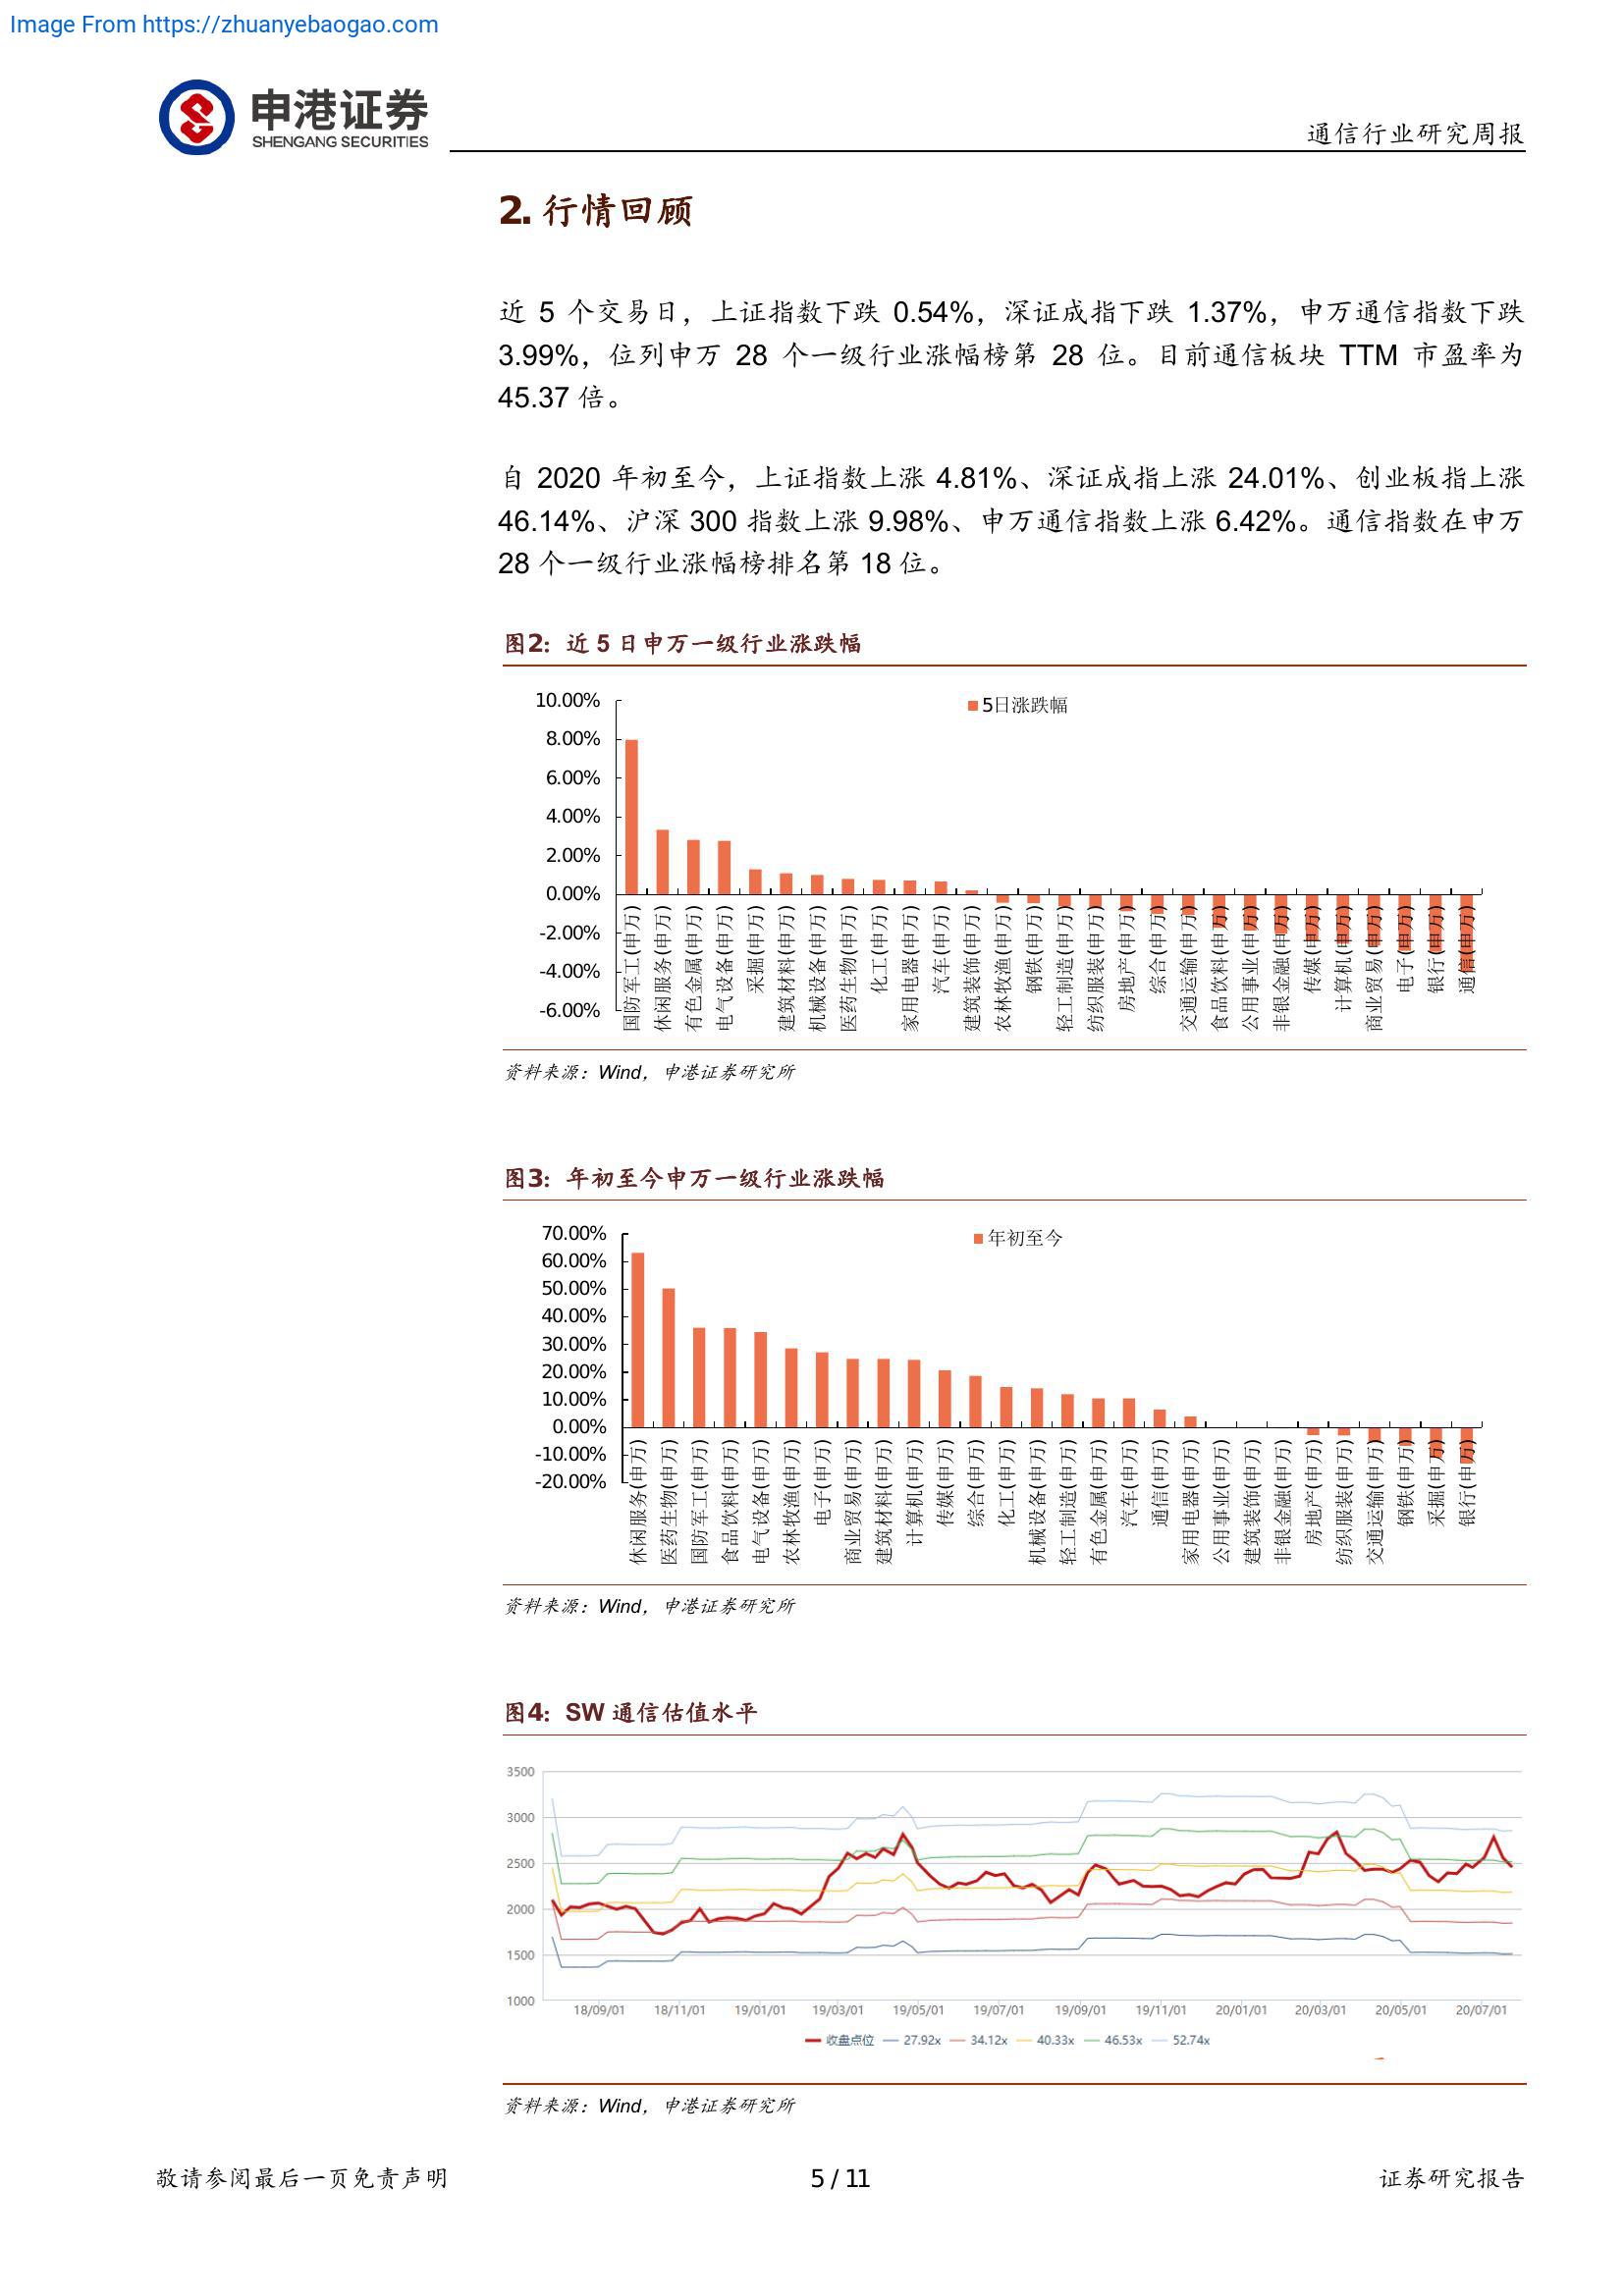 Image From https://zhuanyebaogao.com
申港证券
SHENGANG SECURITIES
通信行业研究周报
2. 行情回顾
近 5 个交易日，上证指数下跌 0.54%，深证成指下跌 1.37%，申万通信指数下跌
3.99%，位列申万 28 个一级行业涨幅榜第 28 位。目前通信板块 TTM 市盈率为
45.37 倍。
自 2020 年初至今，上证指数上涨 4.81%、深证成指上涨 24.01%、创业板指上涨
46.14%、沪深 300 指数上涨 9.98%、申万通信指数上涨 6.42%。通信指数在申万
28 个一级行业涨幅榜排名第 18 位。
图2：近 5 日申万一级行业涨跌幅
5日涨跌幅
10.00%
8.00%
6.00%
4.00%
2.00%
0.00%
-2.00%
-4.00%
-6.00%
国防军工(申万)
休闲服务(申万)
有色金属(申万)
电气设备(申万)
采掘(申万)
建筑材料(申万)
机械设备(申万)
医药生物(申万)
化工(申万)
家用电器(申万)
汽车(申万)
建筑装饰(申万)
农林牧渔(申万)
钢铁(申万)
轻工制造(申万)
纺织服装(申万)
房地产(申万)
综合(申万)
交通运输(申万)
食品饮料(申万)
公用事业(申万)
非银金融(申万)
传媒(申万)
计算机(申万)
商业贸易(申万)
电子(申万)
银行(申万)
通信(申万)
资料来源：Wind，申港证券研究所
图3：年初至今申万一级行业涨跌幅
年初至今
70.00%
60.00%
50.00%
40.00%
30.00%
20.00%
10.00%
0.00%
-10.00%
-20.00%
休闲服务(申万)
医药生物(申万)
国防军工(申万)
食品饮料(申万)
电气设备(申万)
农林牧渔(申万)
电子(申万)
商业贸易(申万)
建筑材料(申万)
计算机(申万)
传媒(申万)
综合(申万)
化工(申万)
机械设备(申万)
轻工制造(申万)
有色金属(申万)
汽车(申万)
通信(申万)
家用电器(申万)
公用事业(申万)
建筑装饰(申万)
非银金融(申万)
房地产(申万)
纺织服装(申万)
交通运输(申万)
钢铁(申万)
采掘(申万)
银行(申万)
资料来源：Wind，申港证券研究所
图4：SW 通信估值水平
3500
3000
2500
2000
1500
1000
18/09/01 18/11/01 19/01/01 19/03/01 19/05/01 19/07/01 19/09/01 19/11/01 20/01/01 20/03/01 20/05/01 20/07/01
收盘点位 27.92x 34.12x 40.33x 46.53x 52.74x
资料来源：Wind，申港证券研究所
敬请参阅最后一页免责声明 5 / 11 证券研究报告